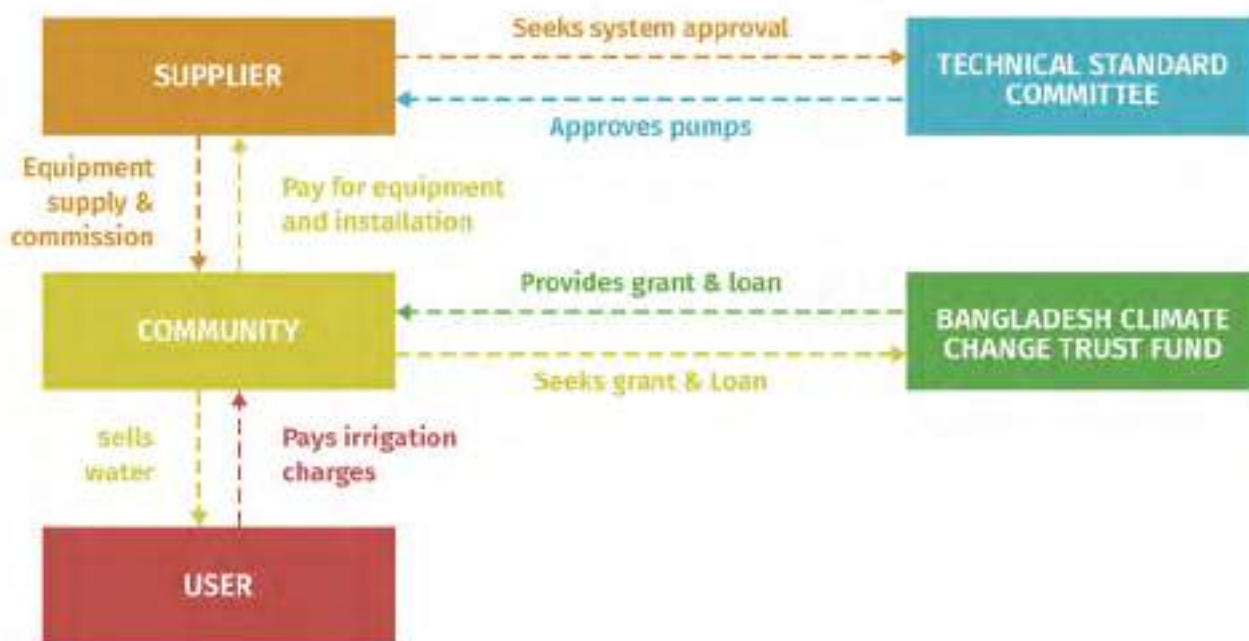 Seeks system approval
SUPPLIER
TECHNICAL STANDARD
COMMITTEE
Approves pumps
Equipment
supply &
commission
Pay for equipment
and installation
Provides grant & loan
COMMUNITY
BANGLADESH CLIMATE
CHANGE TRUST FUND
Seeks grant & Loan
sells
water
Pays irrigation
charges
USER